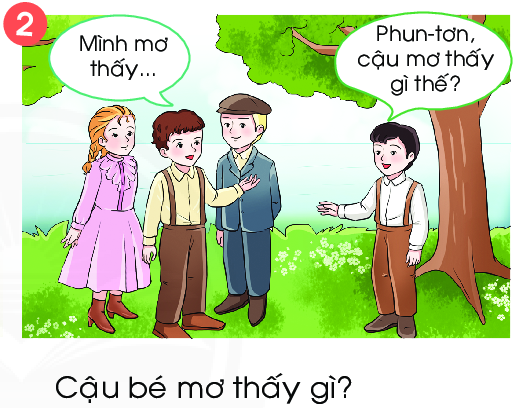 2
Mình mơ
thấy...
Phun-tơn,
cậu mơ thấy
gì thế?
Cậu bé mơ thấy gì?